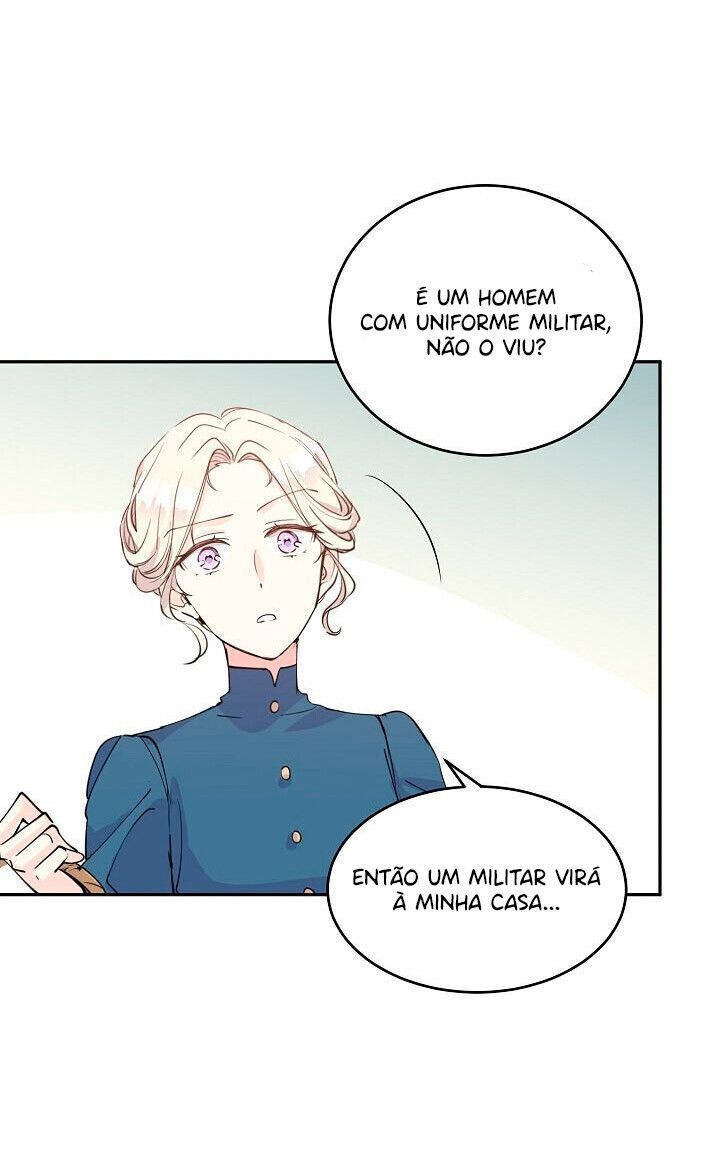 É UM HOMEM
COM UNIFORME MILITAR,
NÃO O VIU?
ENTÃO UM MILITAR VIRÁ
À MINHA CASA...